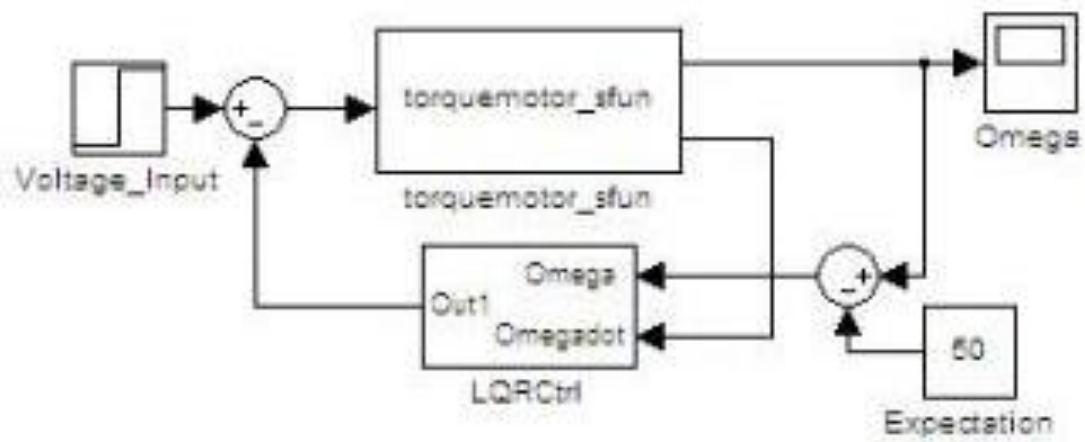 torquemotor_sfun
Voltage_Input
+
-
torquemotor_sfun
Omega
Omega
Out1
Omegadot
LQRCtrl
+
-
60
Expectation